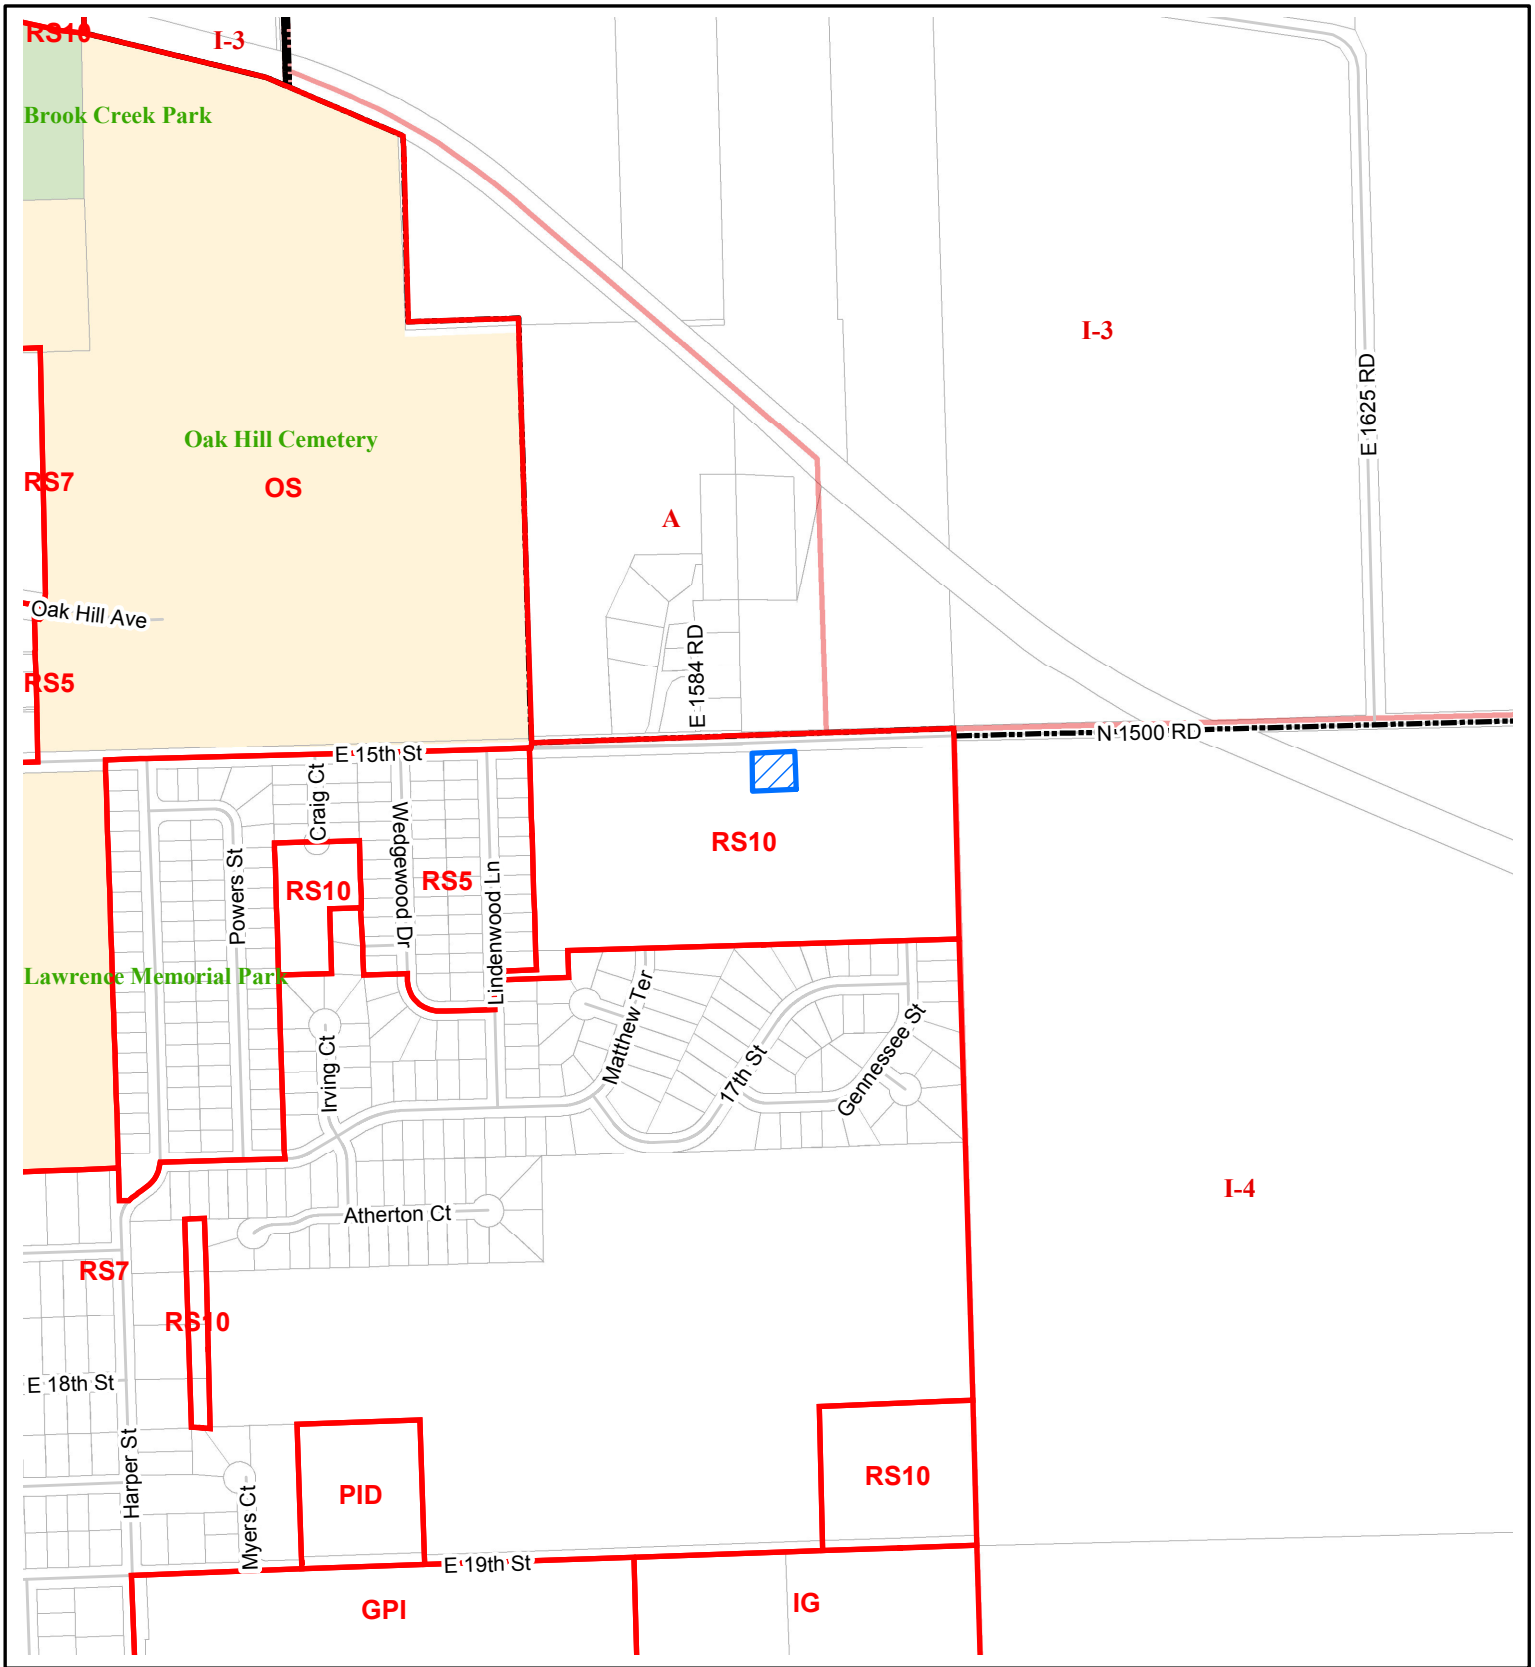 RS10
I-3
Brook Creek Park
I-3
E 1625 RD
Oak Hill Cemetery
RS7
OS
A
Oak Hill Ave
E 1584 RD
RS5
N 1500 RD
E 15th St
Craig Ct
Wedgewood Dr
RS10
Powers St
RS10
RS5
Lindenwood Ln
Lawrence Memorial Park
Matthew Ter
Irving Ct
17th St
Gennessee St
I-4
Atherton Ct
RS7
RS10
E 18th St
Harper St
RS10
PID
Myers Ct
E 19th St
GPI
IG